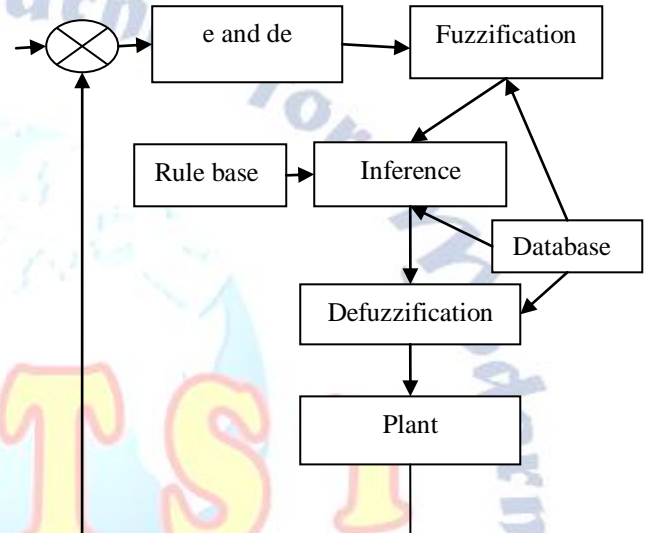 e and de
Fuzzification
Rule base
Inference
Database
Defuzzification
Plant